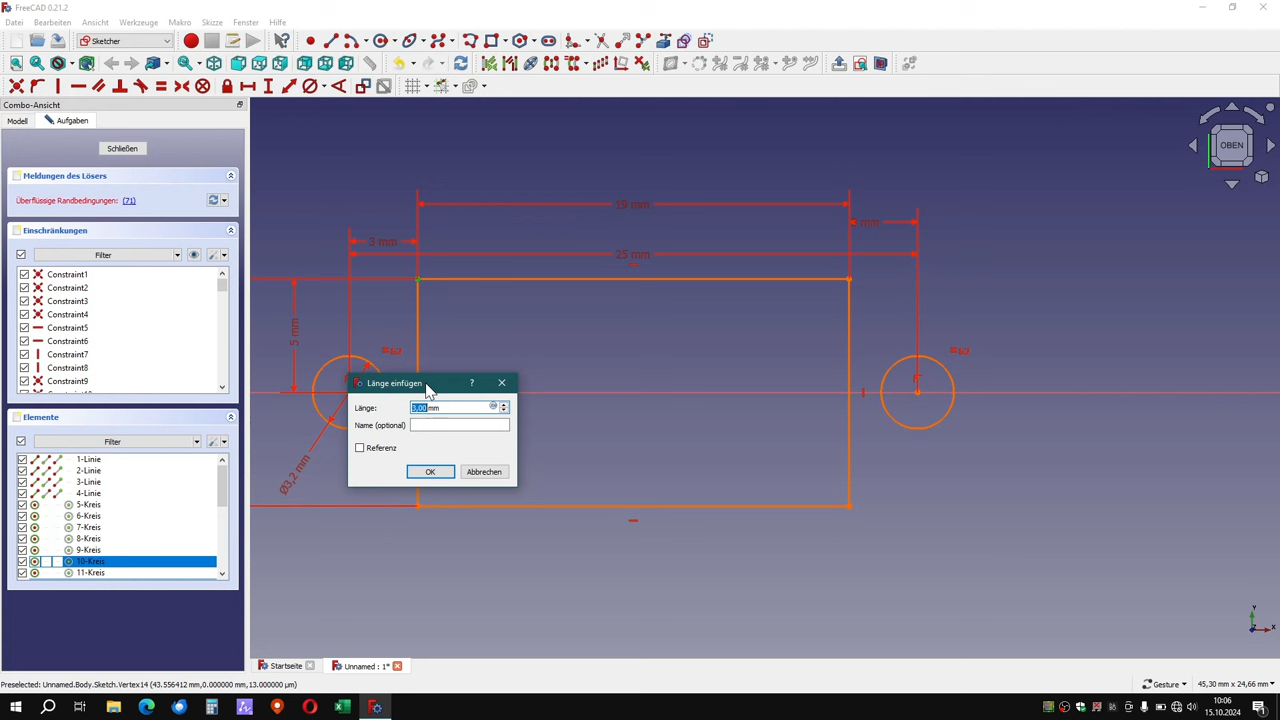 FreeCAD 0.21.2
Datei Bearbeiten Ansicht Werkzeuge Makro Skizze Fenster Hilfe
Sketcher
Combo-Ansicht
Modell Aufgaben
Schließen
Meldungen des Lösers
Überflüssige Randbedingungen: (71)
Einschränkungen
Filter
Constraint1
Constraint2
Constraint3
Constraint4
Constraint5
Constraint6
Constraint7
Constraint8
Constraint9
Elemente
Filter
1-Linie
2-Linie
3-Linie
4-Linie
5-Kreis
6-Kreis
7-Kreis
8-Kreis
9-Kreis
10-Kreis
11-Kreis
OBEN
19 mm
mm
3 mm
25 mm
5 mm
Ø3,2 mm
Länge einfügen
?
Länge: 3,00 mm
Name (optional)
Referenz
OK Abbrechen
Y
X
Startseite Unnamed : 1*
Preselected: Unnamed.Body.Sketch.Vertex14 (43.556412 mm,0.000000 mm,13.000000 µm)
Gesture
45,30 mm × 24,66 mm
10:06
15.10.2024